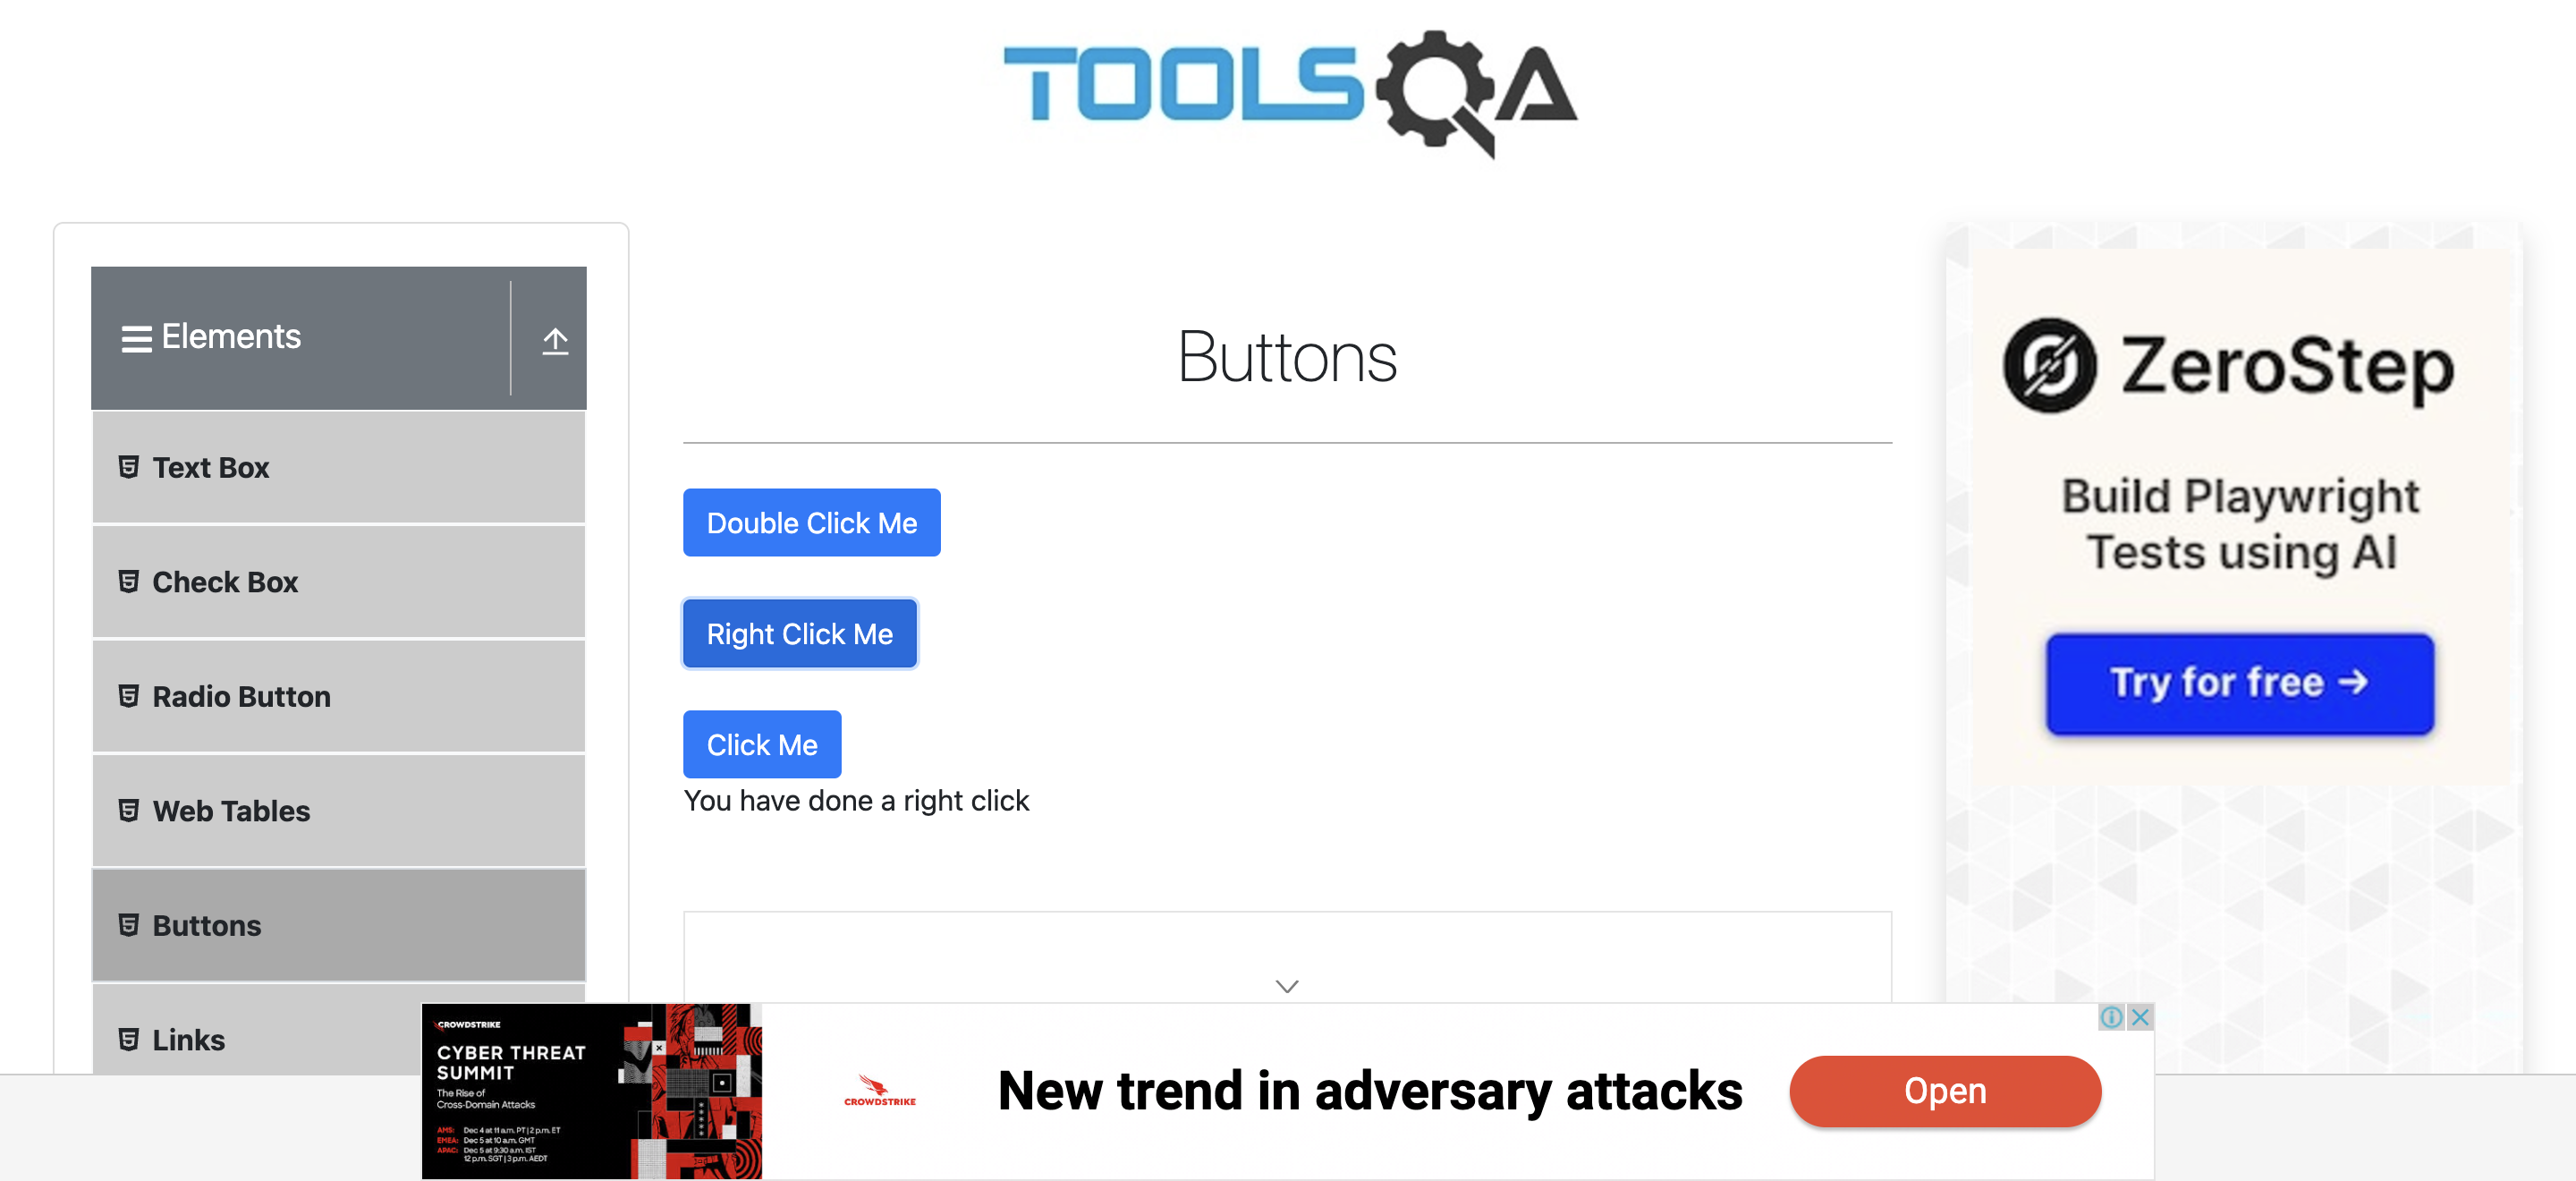 TOOLSQA
Elements
Text Box
Check Box
Radio Button
Web Tables
Buttons
Links
Buttons
Double Click Me
Right Click Me
Click Me
You have done a right click
ZeroStep
Build Playwright
Tests using AI
Try for free →
CROWDSTRIKE
CYBER THREAT
SUMMIT
The Rise of
Cross-Domain Attacks
AMS: Dec 4 at 11 a.m. PT | 2 p.m. ET
EMEA: Dec 5 at 10 a.m. GMT
APAC: Dec 5 at 9:30 a.m. IST
12 p.m. SGT | 3 p.m. AEDT
CROWDSTRIKE
New trend in adversary attacks
Open